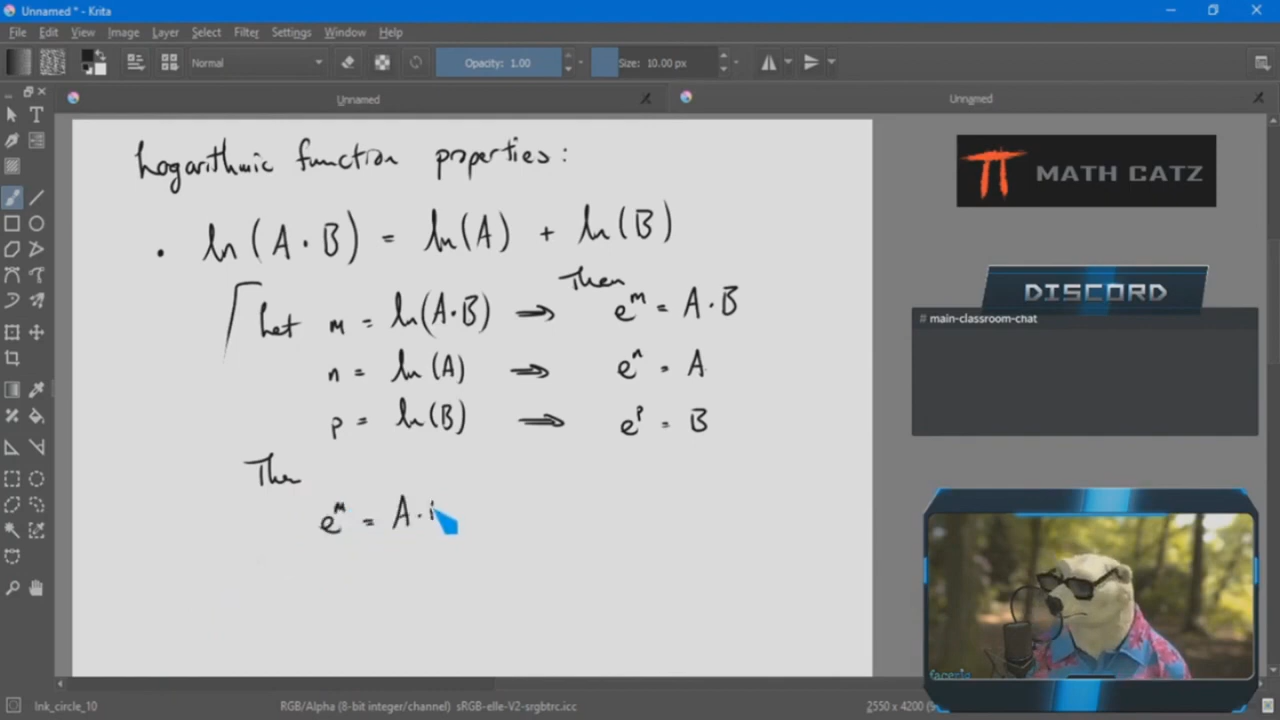 Unnamed * - Krita
File Edit View Image Layer Select Filter Settings Window Help
Normal Opacity: 1.00 Size: 10.00 px
Unnamed Unnamed
Logarithmic function properties:
• ln(A·B) = ln(A) + ln(B)
Then
Let m = ln(A·B) ⇒ e^m = A·B
n = ln(A) ⇒ e^n = A
p = ln(B) ⇒ e^p = B
Then
e^m = A·
π MATH CATZ
DISCORD
# main-classroom-chat
facerig
Ink_circle_10 RGB/Alpha (8-bit integer/channel) sRGB-elle-V2-srgbtrc.icc 2550 x 4200